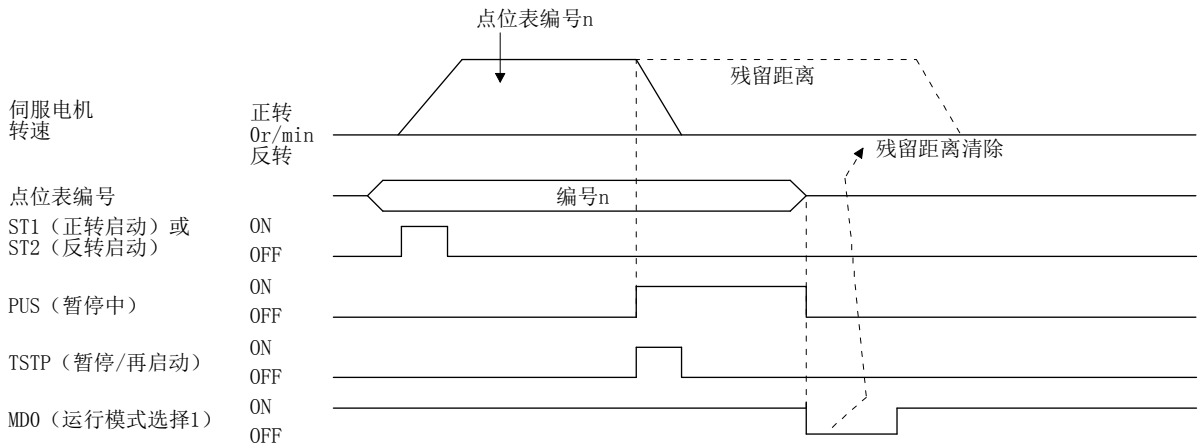 点位表编号n
残留距离
伺服电机
转速
正转
0r/min
反转
残留距离清除
点位表编号
编号n
ST1（正转启动）或
ST2（反转启动）
ON
OFF
PUS（暂停中）
ON
OFF
TSTP（暂停/再启动）
ON
OFF
MD0（运行模式选择1）
ON
OFF